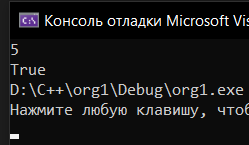 Консоль отладки Microsoft Vis
5
True
D:\C++\org1\Debug\org1.exe
Нажмите любую клавишу, чтоб